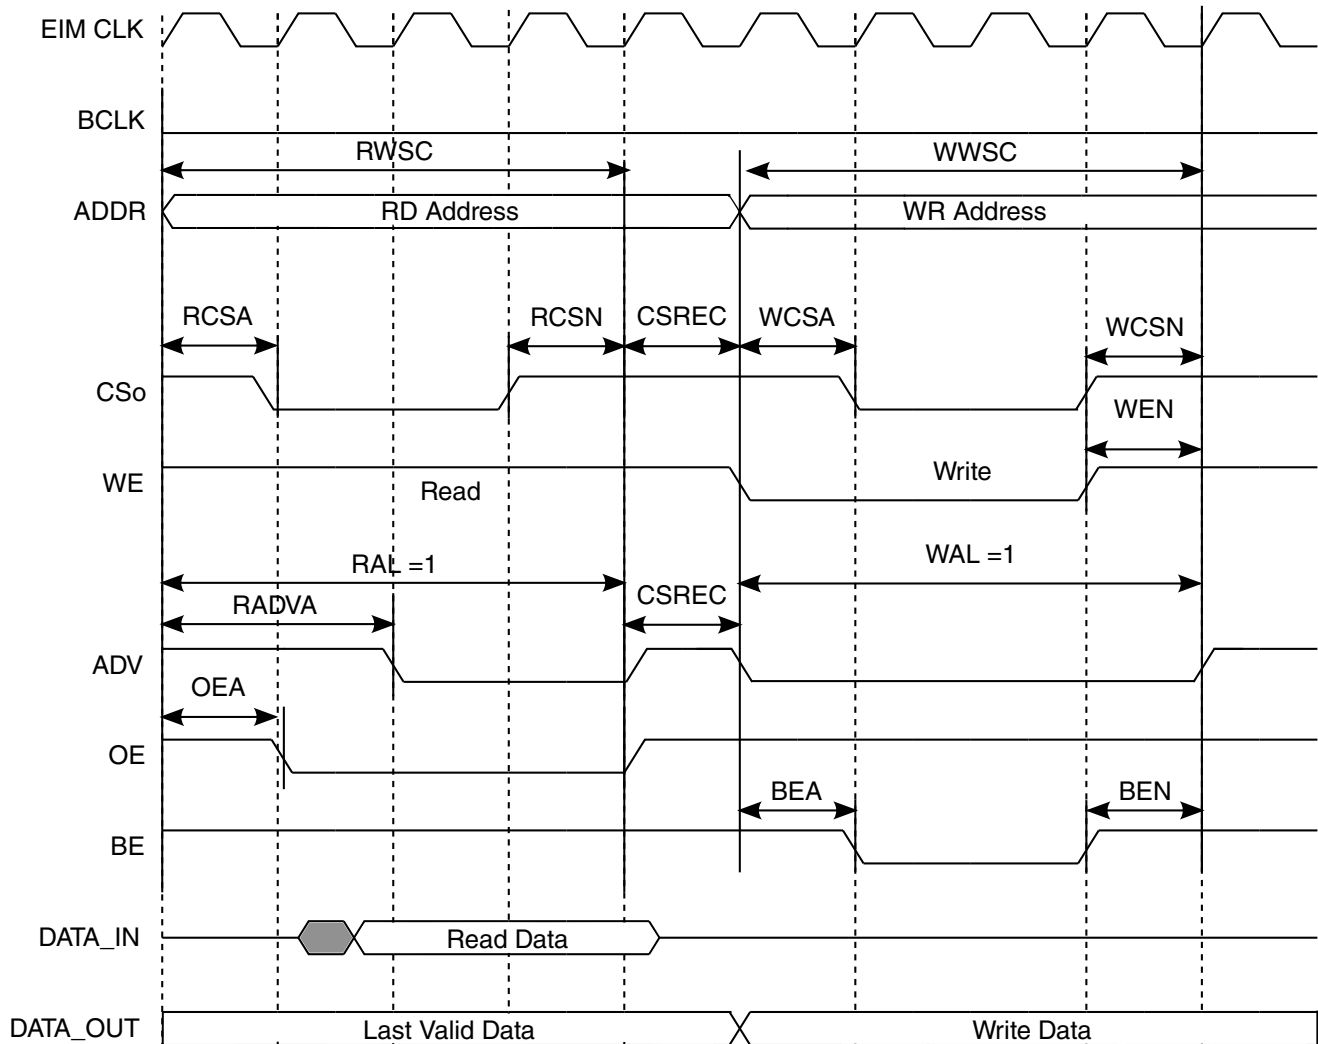 EIM CLK
BCLK
RWSC
WWSC
ADDR
RD Address
WR Address
RCSA
RCSN
CSREC
WCSA
WCSN
CSo
WEN
WE
Read
Write
RAL =1
WAL =1
RADVA
CSREC
ADV
OEA
OE
BEA
BEN
BE
DATA_IN
Read Data
DATA_OUT
Last Valid Data
Write Data